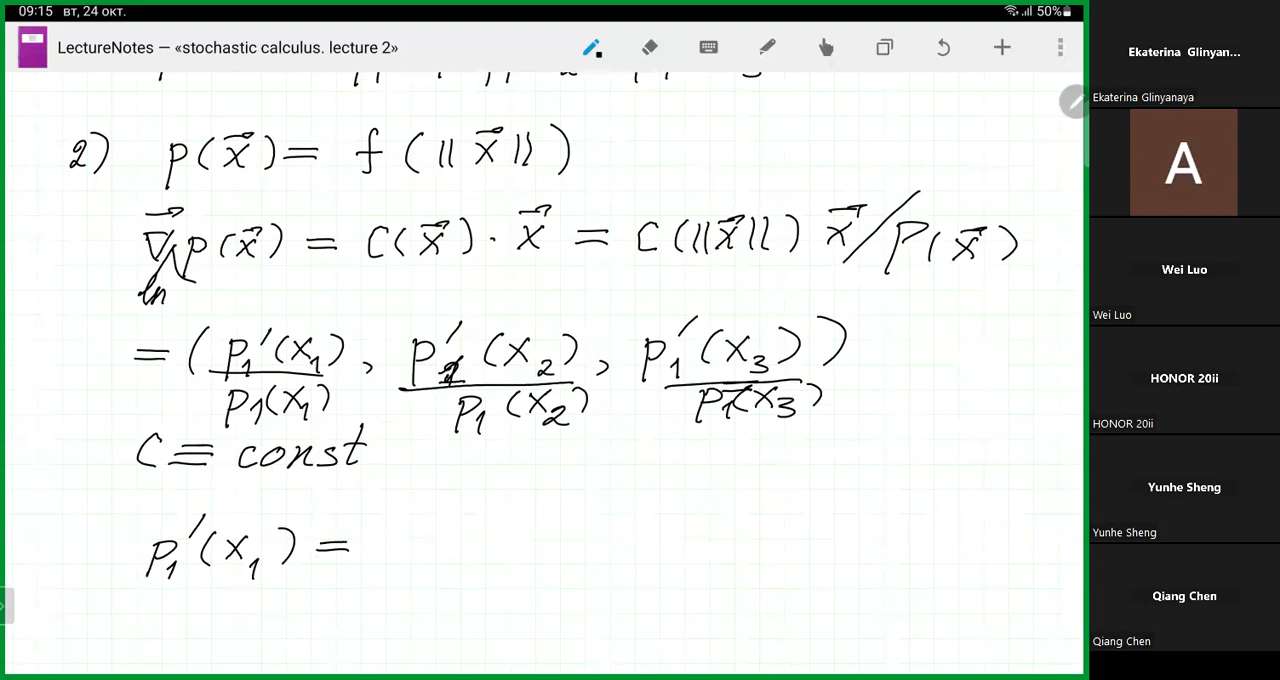 09:15 вт, 24 окт.
50%
LectureNotes — «stochastic calculus. lecture 2»
2) p(x⃗) = f(||x⃗||)
∇⃗ ln p(x⃗) = C(x⃗) · x⃗ = C(||x⃗||) x⃗ / P(x⃗)
= (p₁'(x₁)/p₁(x₁), p₁'(x₂)/p₁(x₂), p₁'(x₃)/p₁(x₃))
C ≡ const
p₁'(x₁) =
Ekaterina Glinyan...
Ekaterina Glinyanaya
A
Wei Luo
Wei Luo
HONOR 20ii
HONOR 20ii
Yunhe Sheng
Yunhe Sheng
Qiang Chen
Qiang Chen